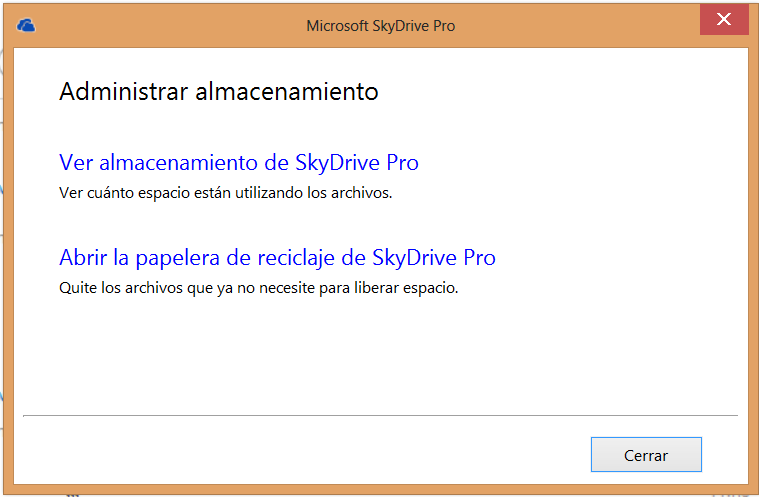 Microsoft SkyDrive Pro
Administrar almacenamiento
Ver almacenamiento de SkyDrive Pro
Ver cuánto espacio están utilizando los archivos.
Abrir la papelera de reciclaje de SkyDrive Pro
Quite los archivos que ya no necesite para liberar espacio.
Cerrar